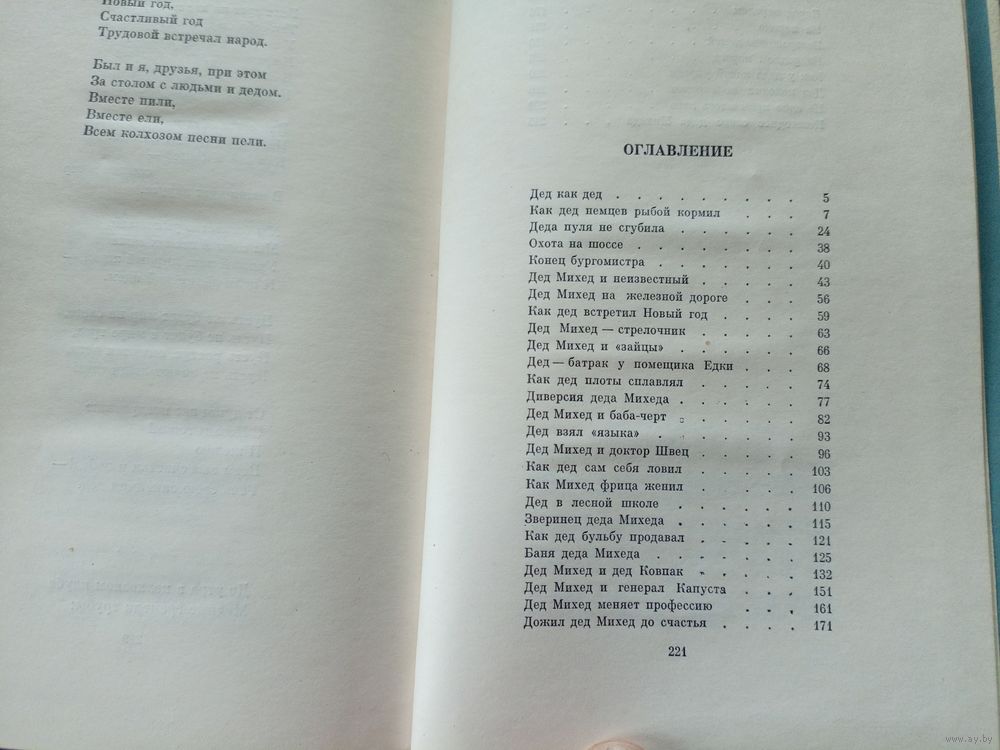 Новый год,
Счастливый год
Трудовой встречал народ.
Был и я, друзья, при этом
За столом с людьми и дедом.
Вместе пили,
Вместе ели,
Всем колхозом песни пели.
ОГЛАВЛЕНИЕ
Дед как дед . . . . . . . . . 5
Как дед немцев рыбой кормил . . . 7
Деда пуля не сгубила . . . . . . 24
Охота на шоссе . . . . . . . . 38
Конец бургомистра . . . . . . . 40
Дед Михед и неизвестный . . . . . 43
Дед Михед на железной дороге . . . 56
Как дед встретил Новый год . . . . 59
Дед Михед — стрелочник . . . . . 63
Дед Михед и «зайцы» . . . . . . 66
Дед — батрак у помещика Едки . . . 68
Как дед плоты сплавлял . . . . . 74
Диверсия деда Михеда . . . . . . 77
Дед Михед и баба-черт . . . . . . 82
Дед взял «языка» . . . . . . . 93
Дед Михед и доктор Швец . . . . . 96
Как дед сам себя ловил . . . . . 103
Как Михед фрица женил . . . . . 106
Дед в лесной школе . . . . . . 110
Зверинец деда Михеда . . . . . . 115
Как дед бульбу продавал . . . . . 121
Баня деда Михеда . . . . . . . 125
Дед Михед и дед Ковпак . . . . . 132
Дед Михед и генерал Капуста . . . 151
Дед Михед меняет профессию . . . 161
Дожил дед Михед до счастья . . . . 171
221
www.ay.by